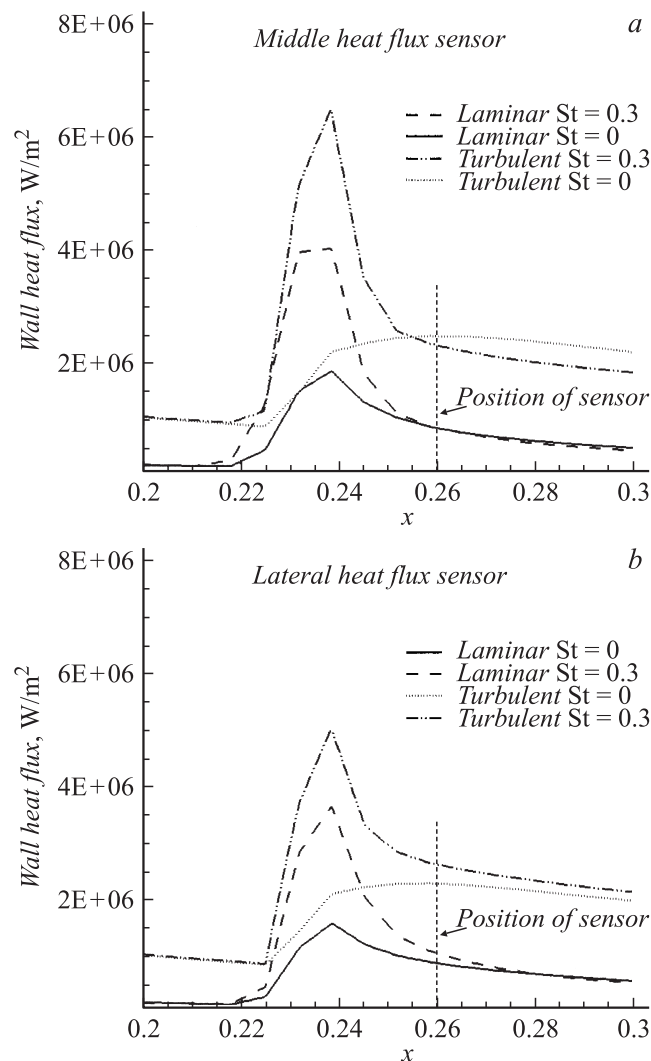 a
Middle heat flux sensor
8E+06
6E+06
4E+06
2E+06
Wall heat flux, W/m²
Laminar St = 0.3
Laminar St = 0
Turbulent St = 0.3
Turbulent St = 0
Position of sensor
0.2 0.22 0.24 0.26 0.28 0.3
x
b
Lateral heat flux sensor
8E+06
6E+06
4E+06
2E+06
Wall heat flux, W/m²
Laminar St = 0
Laminar St = 0.3
Turbulent St = 0
Turbulent St = 0.3
Position of sensor
0.2 0.22 0.24 0.26 0.28 0.3
x